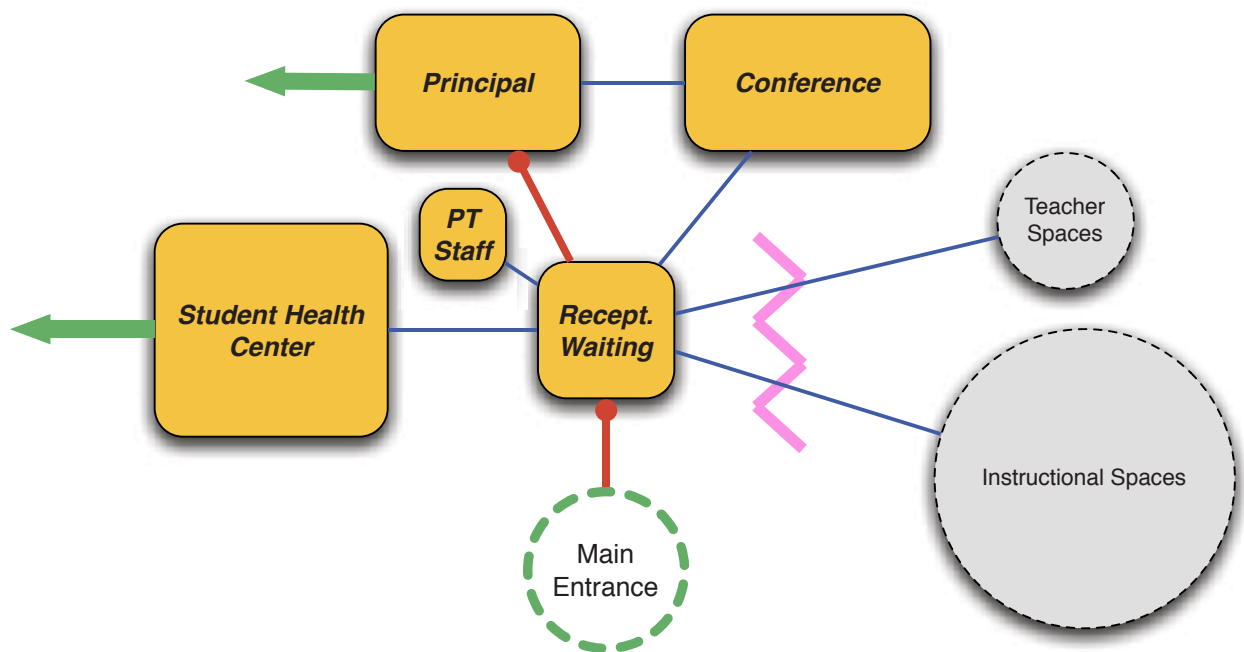 Principal
Conference
Teacher
Spaces
PT
Staff
Student Health
Center
Recept.
Waiting
Instructional Spaces
Main
Entrance